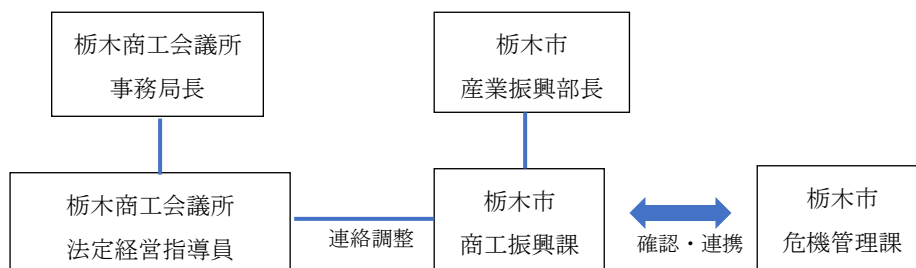 栃木商工会議所
事務局長
栃木市
産業振興部長
栃木商工会議所
法定経営指導員
連絡調整
栃木市
商工振興課
確認・連携
栃木市
危機管理課